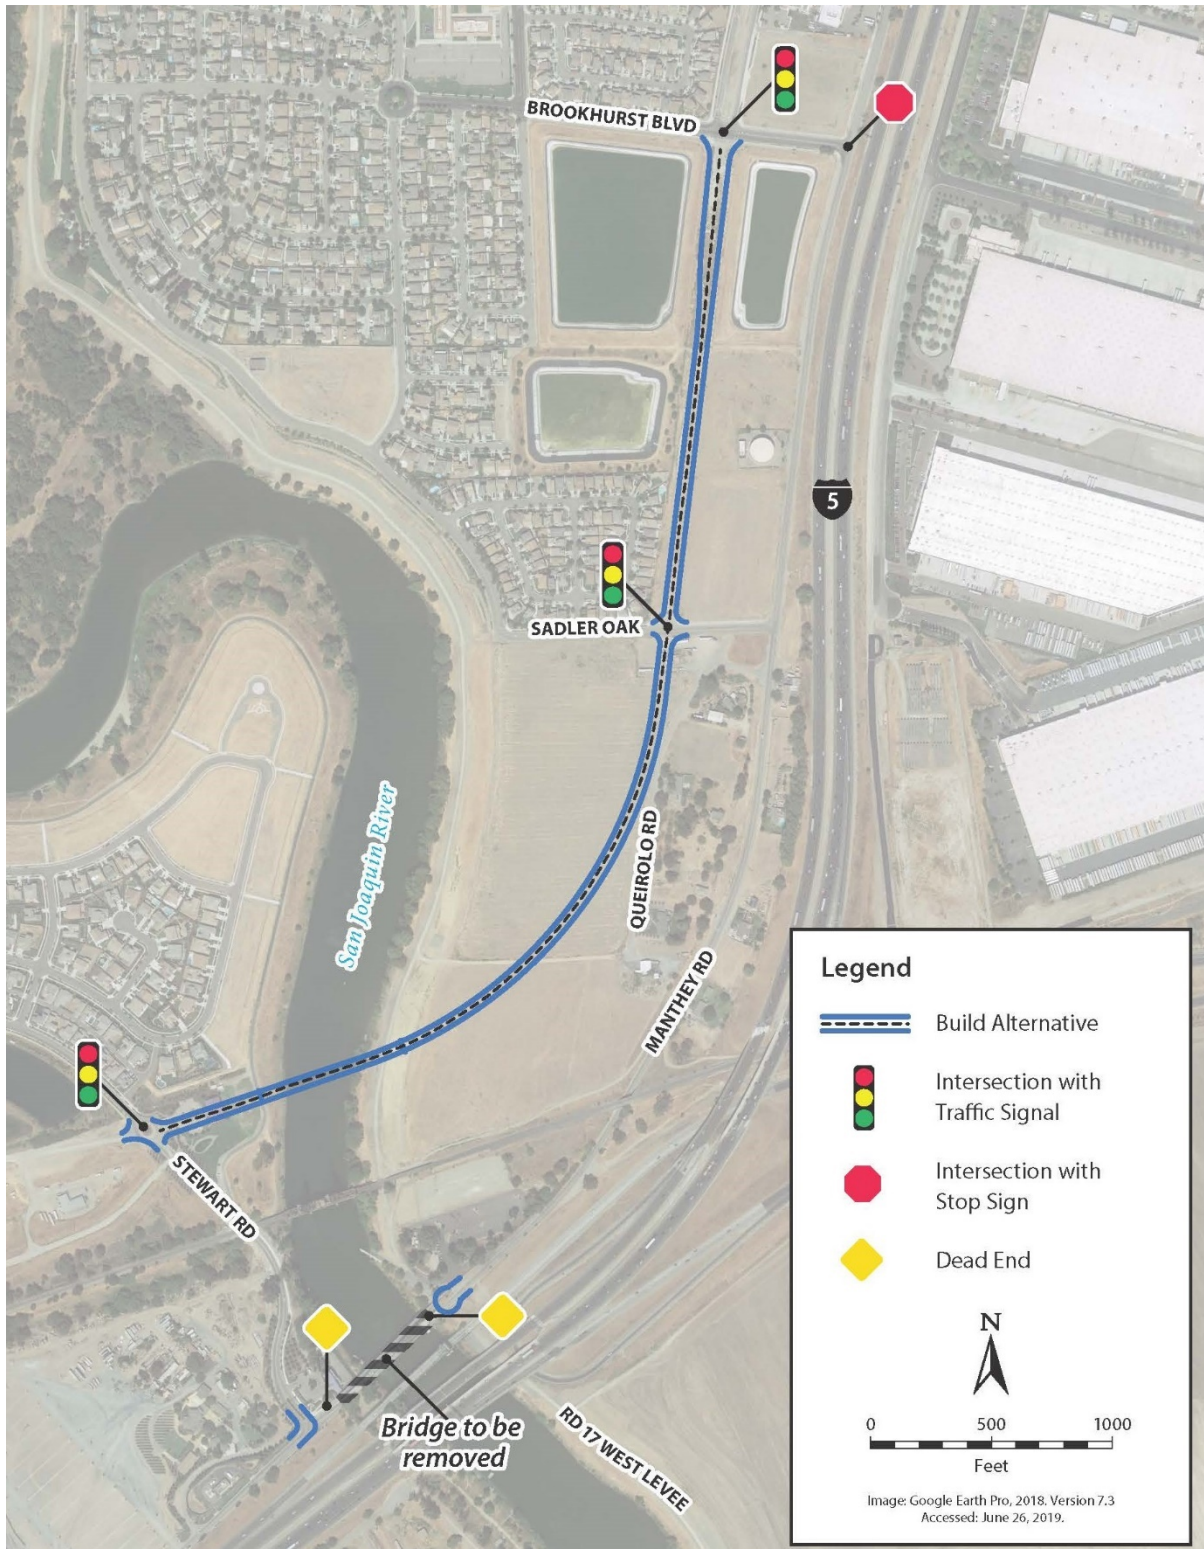 BROOKHURST BLVD
5
SADLER OAK
San Joaquin River
QUEIROLO RD
MANTHEY RD
STEWART RD
Bridge to be
removed
RD 17 WEST LEVEE
Legend
Build Alternative
Intersection with
Traffic Signal
Intersection with
Stop Sign
Dead End
N
0 500 1000
Feet
Image: Google Earth Pro, 2018. Version 7.3
Accessed: June 26, 2019.